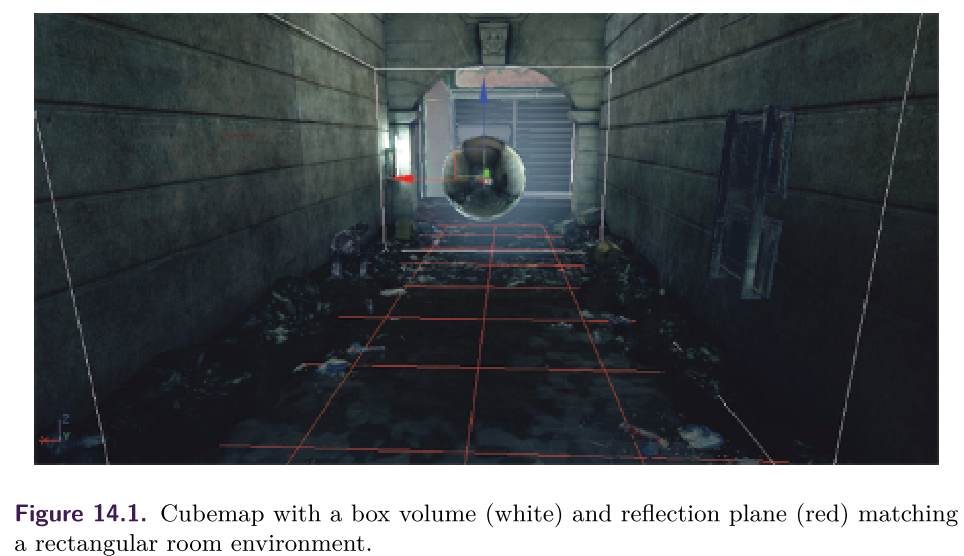 Z
X Y
Figure 14.1. Cubemap with a box volume (white) and reflection plane (red) matching
a rectangular room environment.